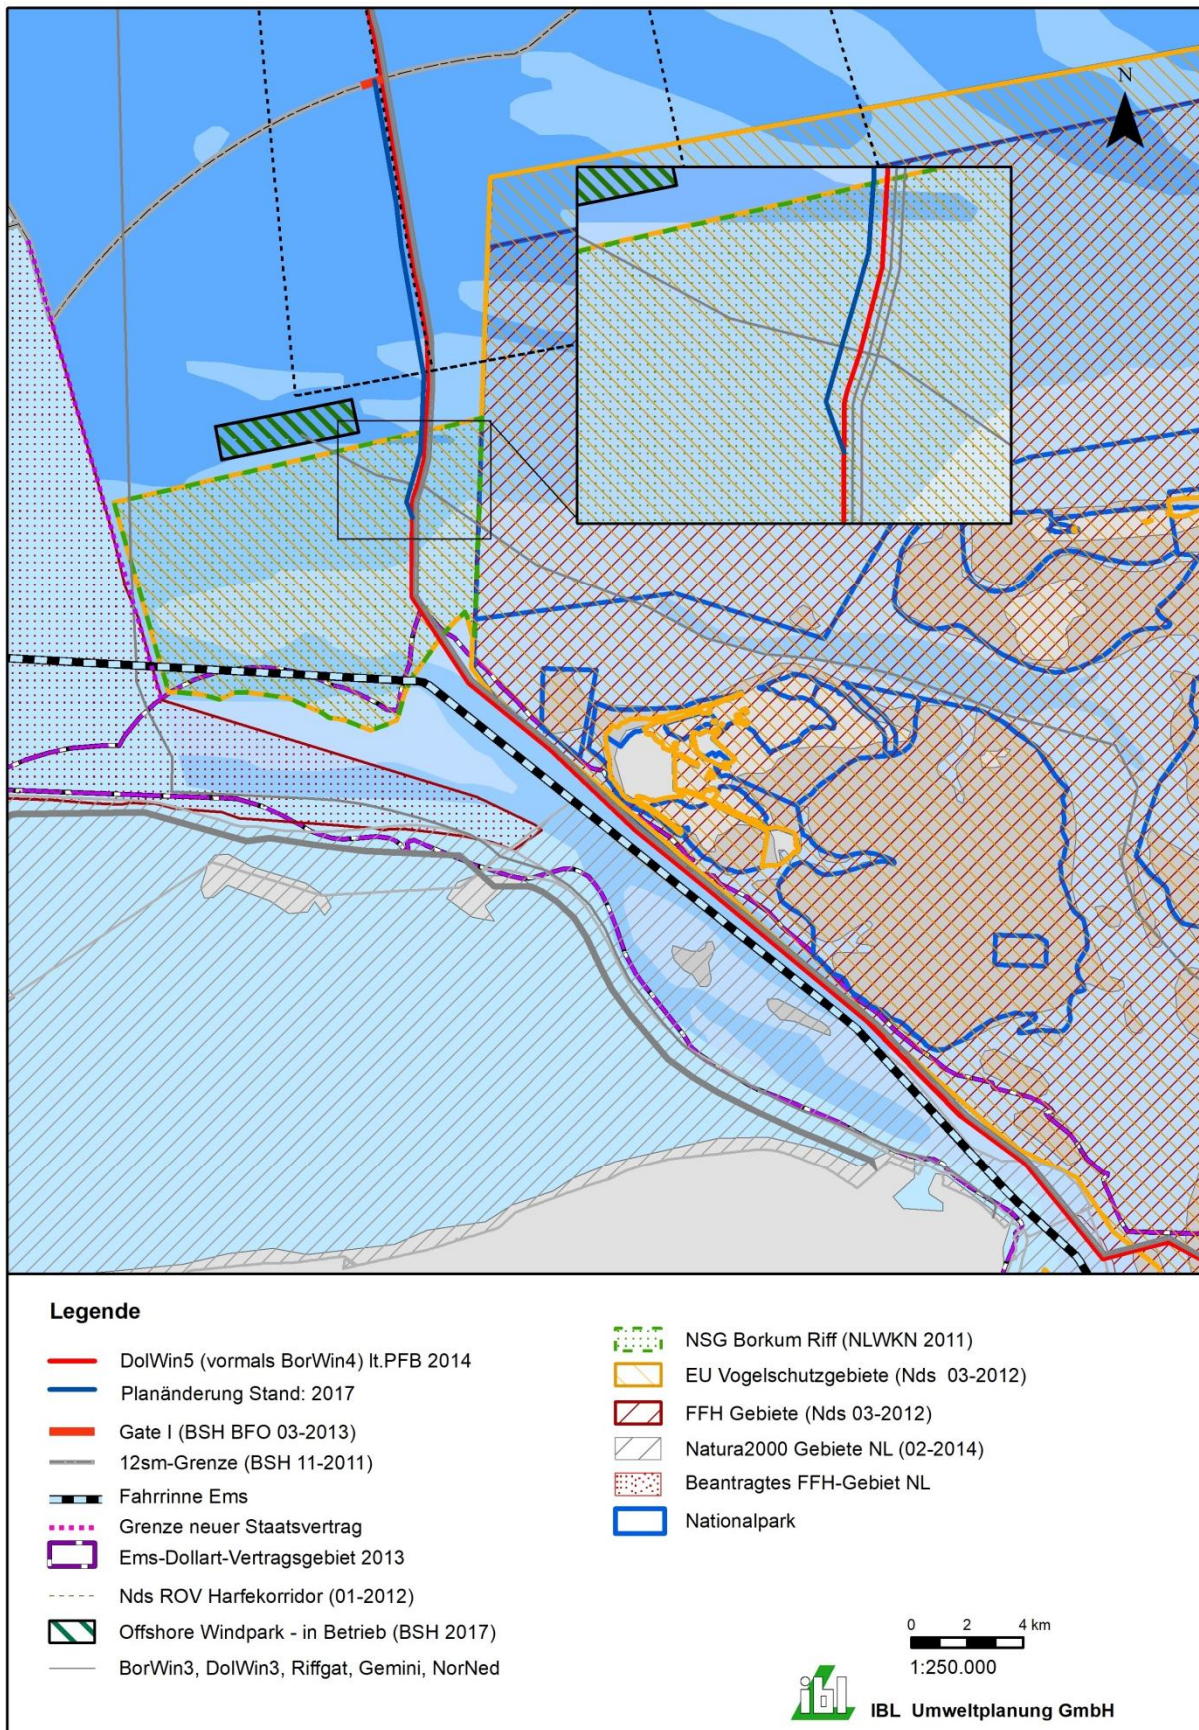 N
Legende
DolWin5 (vormals BorWin4) lt.PFB 2014
Planänderung Stand: 2017
Gate I (BSH BFO 03-2013)
12sm-Grenze (BSH 11-2011)
Fahrrinne Ems
Grenze neuer Staatsvertrag
Ems-Dollart-Vertragsgebiet 2013
Nds ROV Harfekorridor (01-2012)
Offshore Windpark - in Betrieb (BSH 2017)
BorWin3, DolWin3, Riffgat, Gemini, NorNed
NSG Borkum Riff (NLWKN 2011)
EU Vogelschutzgebiete (Nds 03-2012)
FFH Gebiete (Nds 03-2012)
Natura2000 Gebiete NL (02-2014)
Beantragtes FFH-Gebiet NL
Nationalpark
0 2 4 km
1:250.000
ibl IBL Umweltplanung GmbH